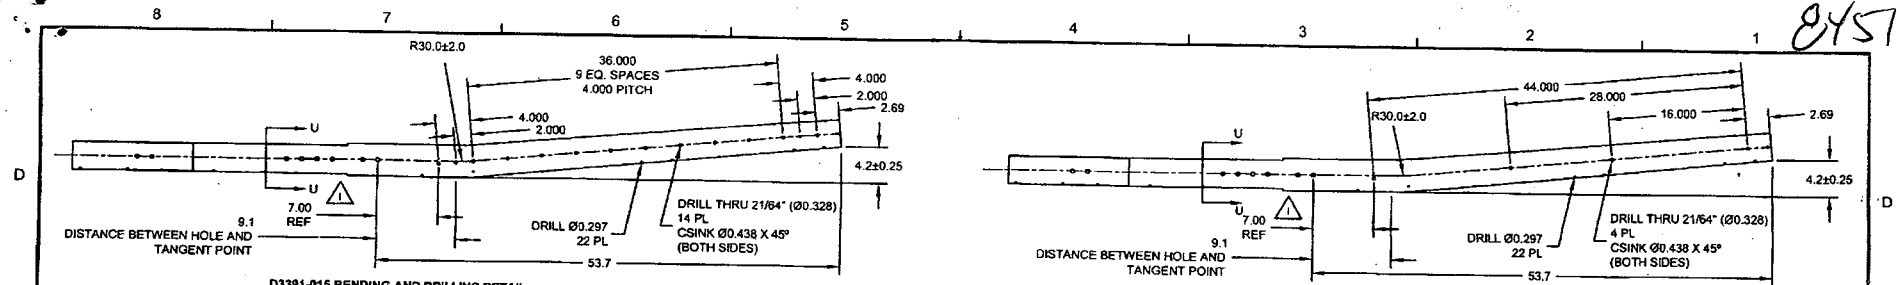 8 7 6 5 4 3 2 1
8457
D
R30.0±2.0
36.000
9 EQ. SPACES
4.000 PITCH
4.000
2.000
2.69
4.000
2.000
U
U
1
4.2±0.25
7.00
REF
9.1
DISTANCE BETWEEN HOLE AND
TANGENT POINT
DRILL Ø0.297
22 PL
DRILL THRU 21/64" (Ø0.328)
14 PL
CSINK Ø0.438 X 45º
(BOTH SIDES)
53.7
D3391-015 BENDING AND DRILLING DETAIL
44.000
28.000
16.000
2.69
R30.0±2.0
U
U
1
4.2±0.25
D
7.00
REF
9.1
DISTANCE BETWEEN HOLE AND
TANGENT POINT
DRILL Ø0.297
22 PL
DRILL THRU 21/64" (Ø0.328)
4 PL
CSINK Ø0.438 X 45º
(BOTH SIDES)
53.7